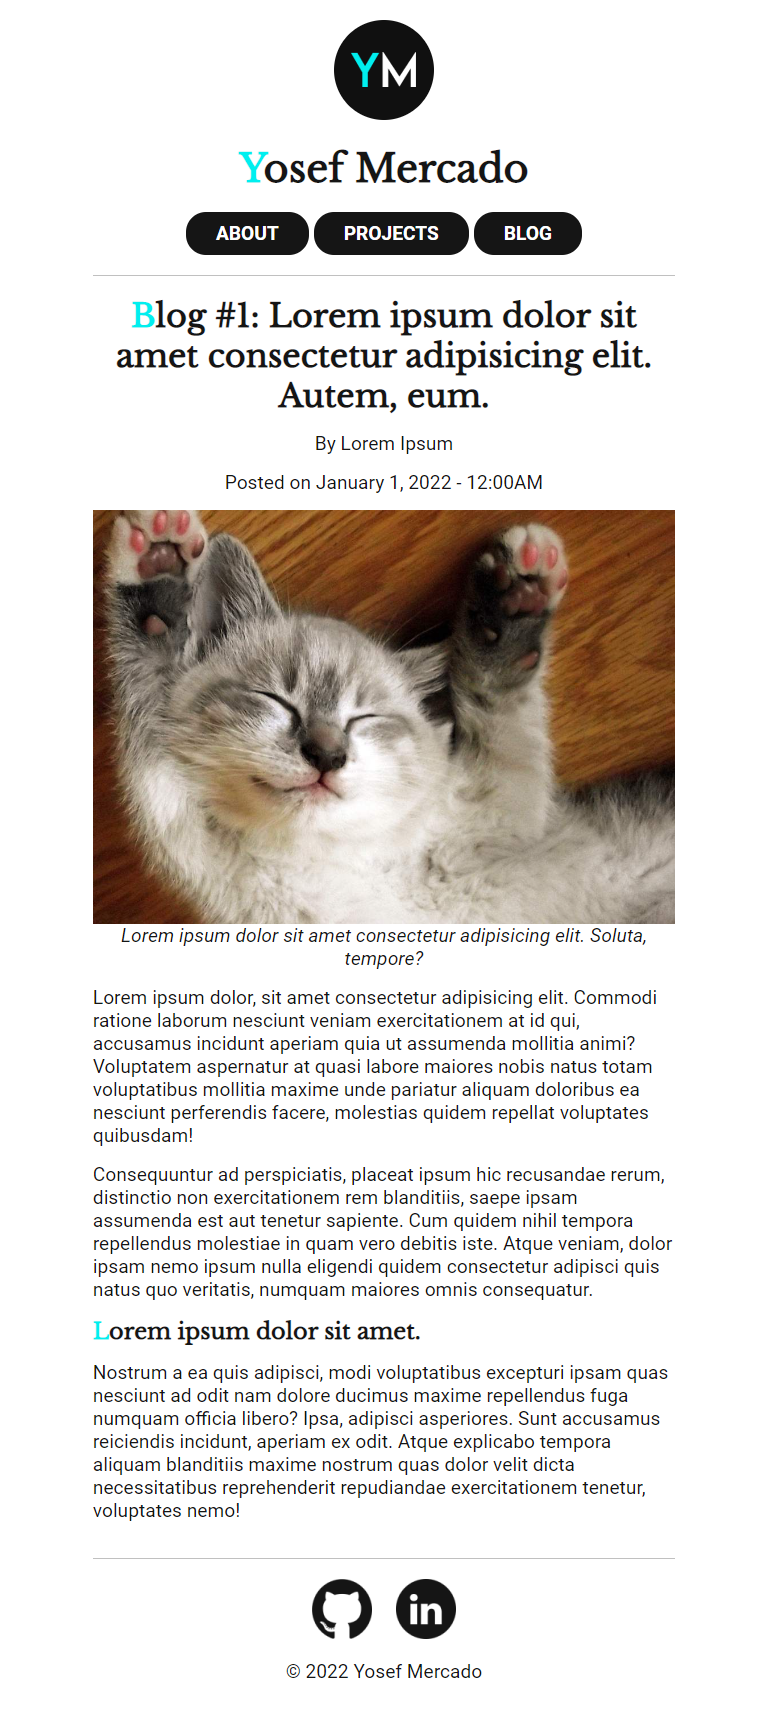 YM
Yosef Mercado
ABOUT PROJECTS BLOG
Blog #1: Lorem ipsum dolor sit
amet consectetur adipisicing elit.
Autem, eum.
By Lorem Ipsum
Posted on January 1, 2022 - 12:00AM
Lorem ipsum dolor sit amet consectetur adipisicing elit. Soluta,
tempore?
Lorem ipsum dolor, sit amet consectetur adipisicing elit. Commodi
ratione laborum nesciunt veniam exercitationem at id qui,
accusamus incidunt aperiam quia ut assumenda mollitia animi?
Voluptatem aspernatur at quasi labore maiores nobis natus totam
voluptatibus mollitia maxime unde pariatur aliquam doloribus ea
nesciunt perferendis facere, molestias quidem repellat voluptates
quibusdam!
Consequuntur ad perspiciatis, placeat ipsum hic recusandae rerum,
distinctio non exercitationem rem blanditiis, saepe ipsam
assumenda est aut tenetur sapiente. Cum quidem nihil tempora
repellendus molestiae in quam vero debitis iste. Atque veniam, dolor
ipsam nemo ipsum nulla eligendi quidem consectetur adipisci quis
natus quo veritatis, numquam maiores omnis consequatur.
Lorem ipsum dolor sit amet.
Nostrum a ea quis adipisci, modi voluptatibus excepturi ipsam quas
nesciunt ad odit nam dolore ducimus maxime repellendus fuga
numquam officia libero? Ipsa, adipisci asperiores. Sunt accusamus
reiciendis incidunt, aperiam ex odit. Atque explicabo tempora
aliquam blanditiis maxime nostrum quas dolor velit dicta
necessitatibus reprehenderit repudiandae exercitationem tenetur,
voluptates nemo!
in
© 2022 Yosef Mercado